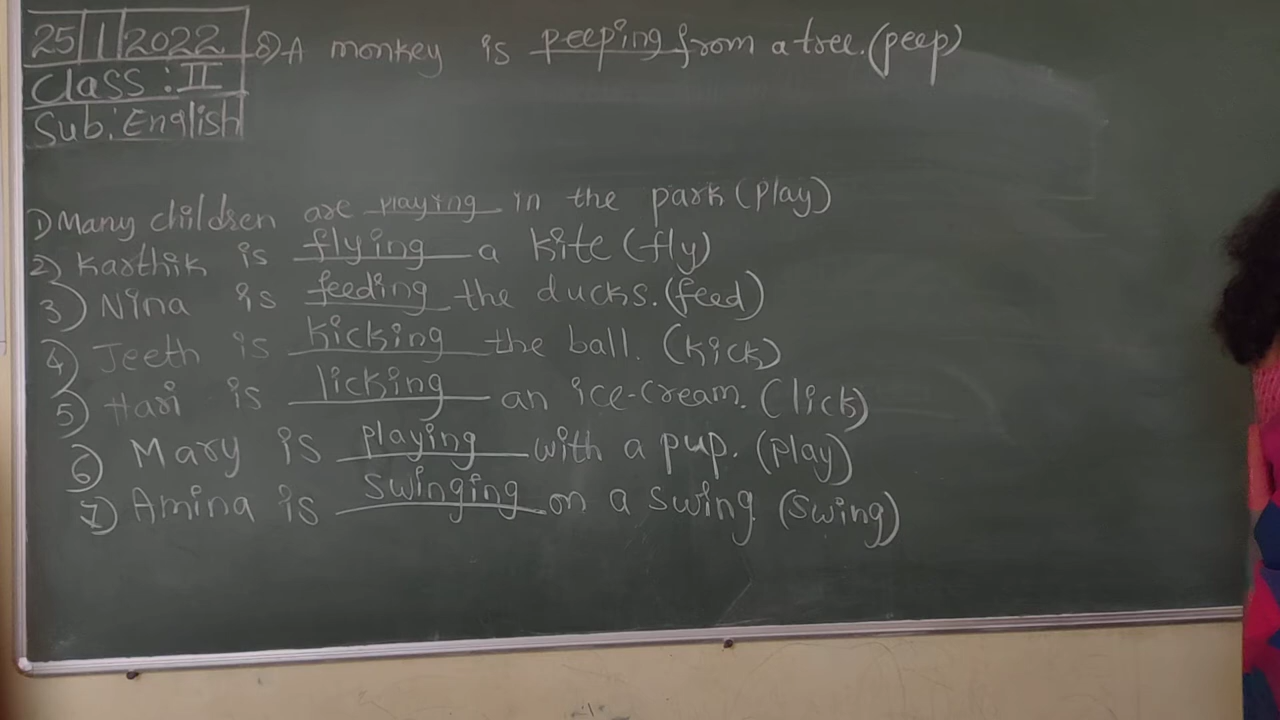 25/1/2022
Class : II
Sub: English
8) A monkey is peeping from a tree. (peep)
1) Many children are playing in the park (play)
2) Karthik is flying a kite (fly)
3) Nina is feeding the ducks. (feed)
4) Jeeth is kicking the ball. (kick)
5) Hari is licking an ice-cream. (lick)
6) Mary is playing with a pup. (play)
7) Amina is swinging on a swing. (swing)